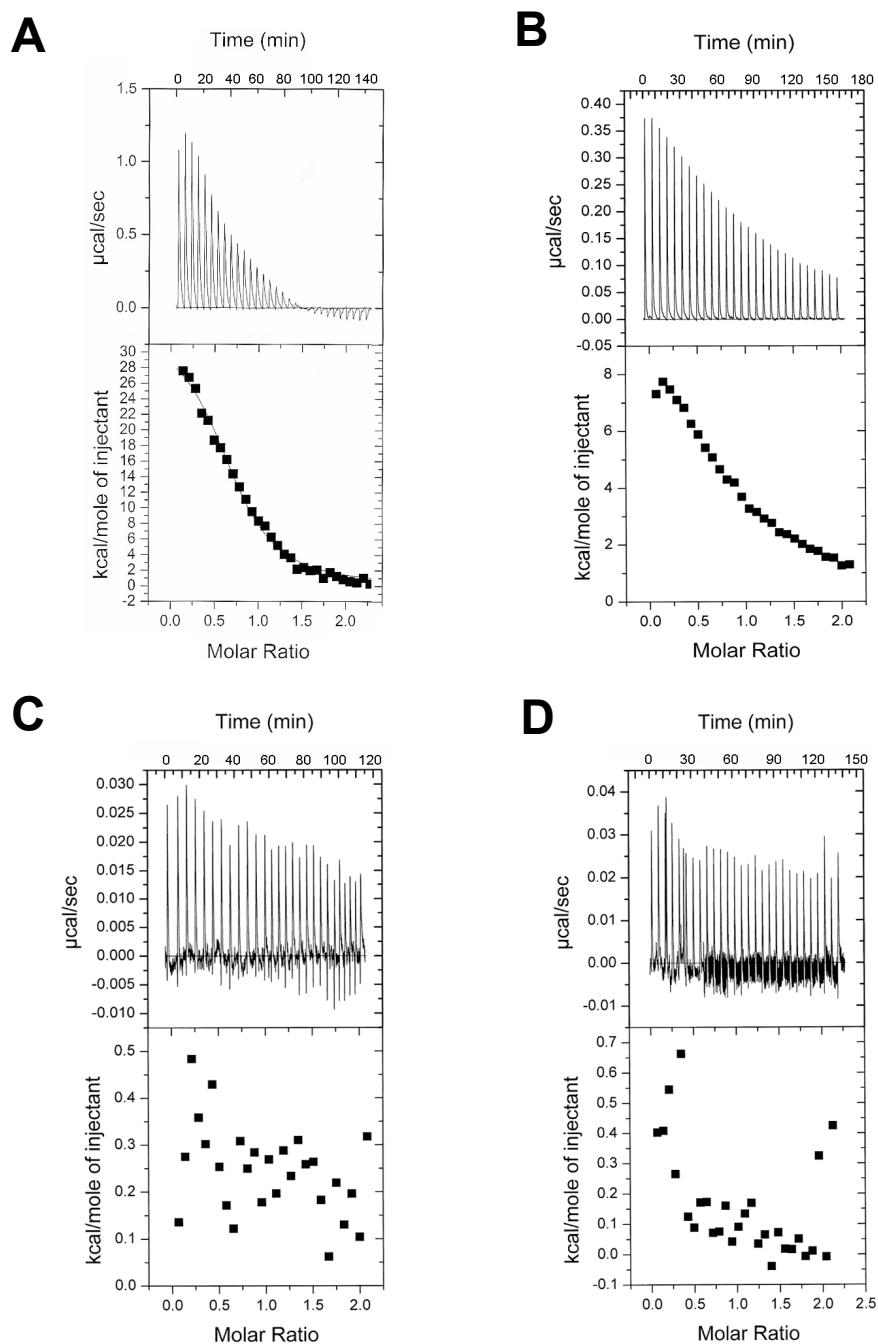 A
Time (min)
0 20 40 60 80 100 120 140
1.5
1.0
0.5
0.0
µcal/sec
30
28
26
24
22
20
18
16
14
12
10
8
6
4
2
0
-2
kcal/mole of injectant
0.0 0.5 1.0 1.5 2.0
Molar Ratio
B
Time (min)
0 30 60 90 120 150 180
0.40
0.35
0.30
0.25
0.20
0.15
0.10
0.05
0.00
-0.05
µcal/sec
8
6
4
2
0
kcal/mole of injectant
0.0 0.5 1.0 1.5 2.0
Molar Ratio
C
Time (min)
0 10 20 30 40 50 60 70 80 90 100 120
0.030
0.025
0.020
0.015
0.010
0.005
0.000
-0.005
-0.010
µcal/sec
0.5
0.4
0.3
0.2
0.1
0.0
kcal/mole of injectant
0.0 0.5 1.0 1.5 2.0
Molar Ratio
D
Time (min)
0 30 60 90 120 150
0.04
0.03
0.02
0.01
0.00
-0.01
µcal/sec
0.7
0.6
0.5
0.4
0.3
0.2
0.1
0.0
-0.1
kcal/mole of injectant
0.0 0.5 1.0 1.5 2.0 2.5
Molar Ratio